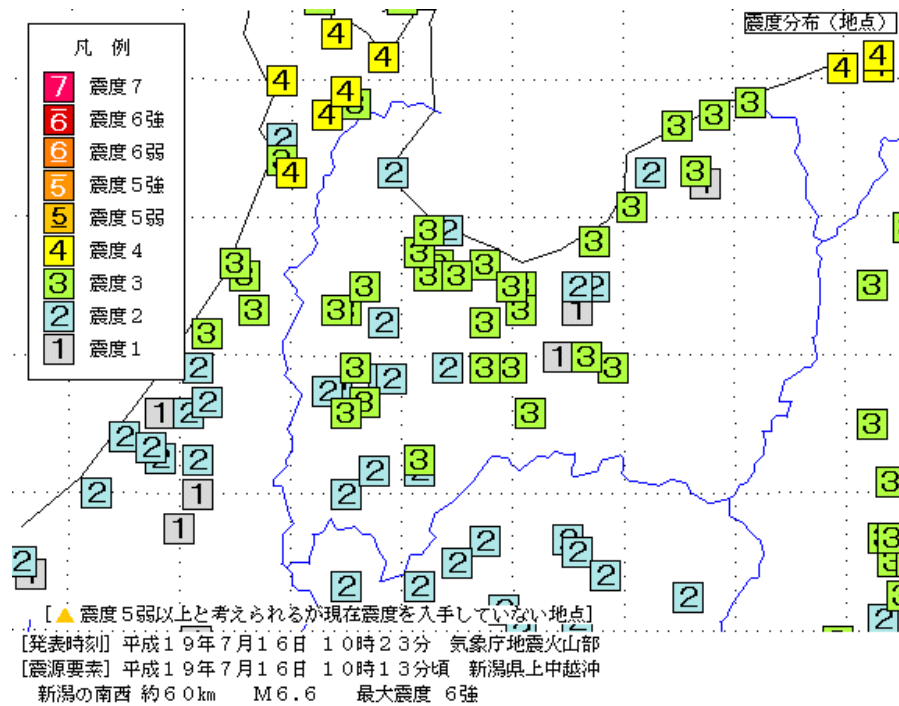 震度分布（地点）
凡 例
7 震度７
6 震度６強
6 震度６弱
5 震度５強
5 震度５弱
4 震度４
3 震度３
2 震度２
1 震度１
[▲震度５弱以上と考えられるが現在震度を入手していない地点]
[発表時刻] 平成１９年７月１６日 １０時２３分 気象庁地震火山部
[震源要素] 平成１９年７月１６日 １０時１３分頃 新潟県上中越沖
新潟の南西 約６０km Ｍ６.６ 最大震度 ６強